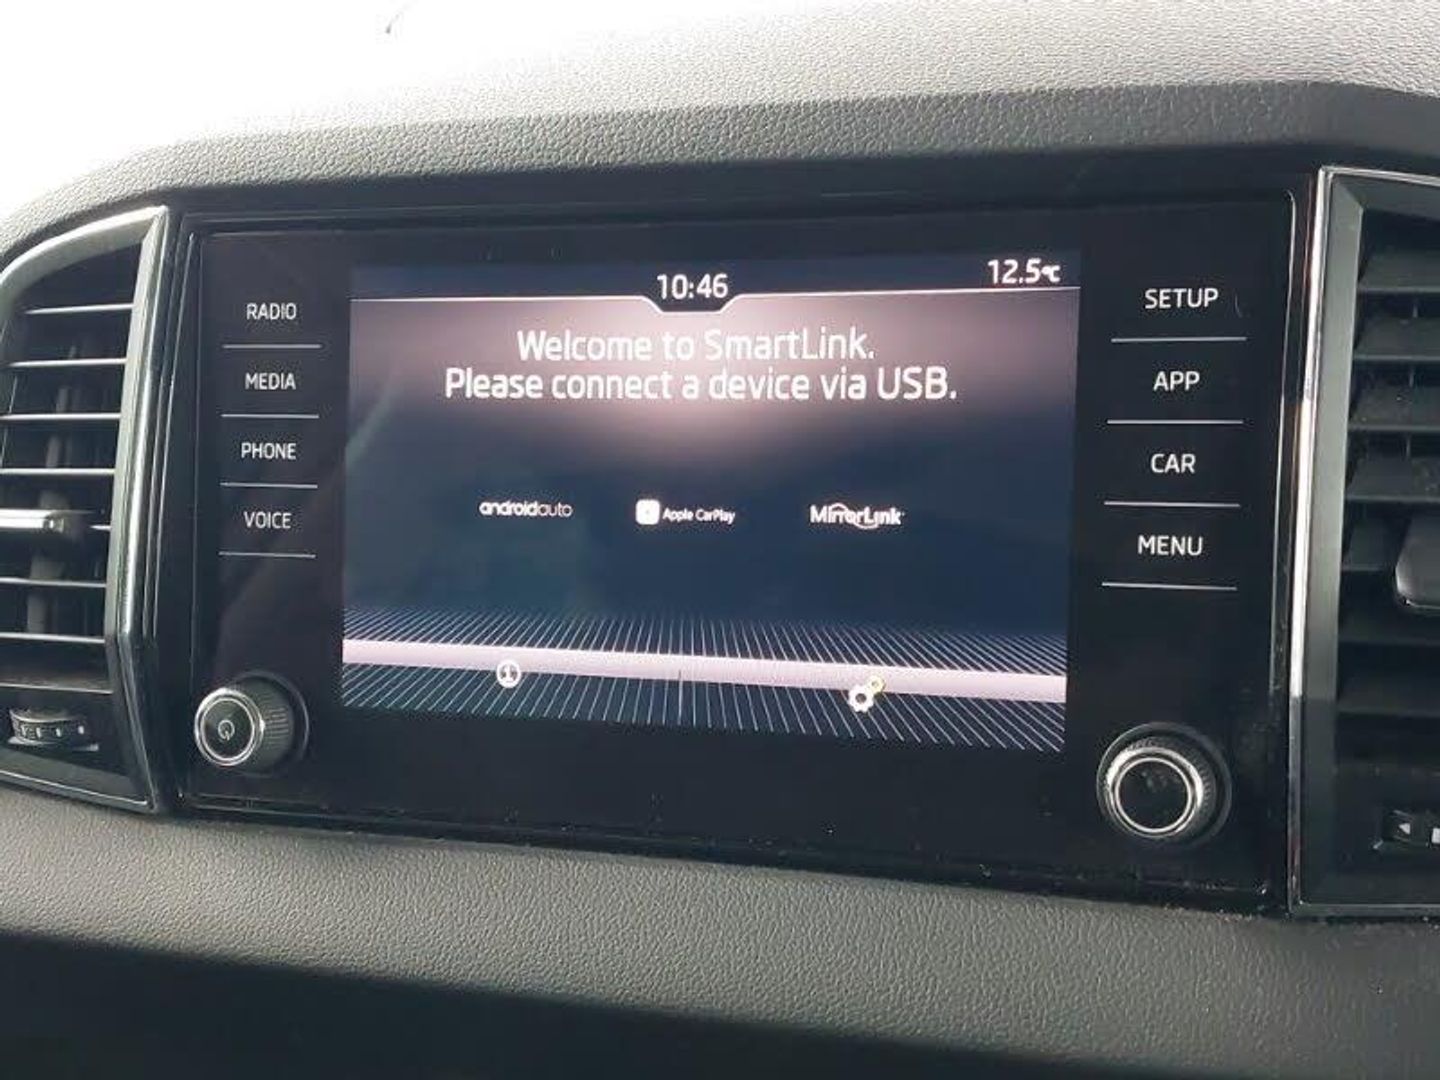 10:46
12.5°C
Welcome to SmartLink.
Please connect a device via USB.
androidauto
Apple CarPlay
MirrorLink
RADIO
MEDIA
PHONE
VOICE
SETUP
APP
CAR
MENU